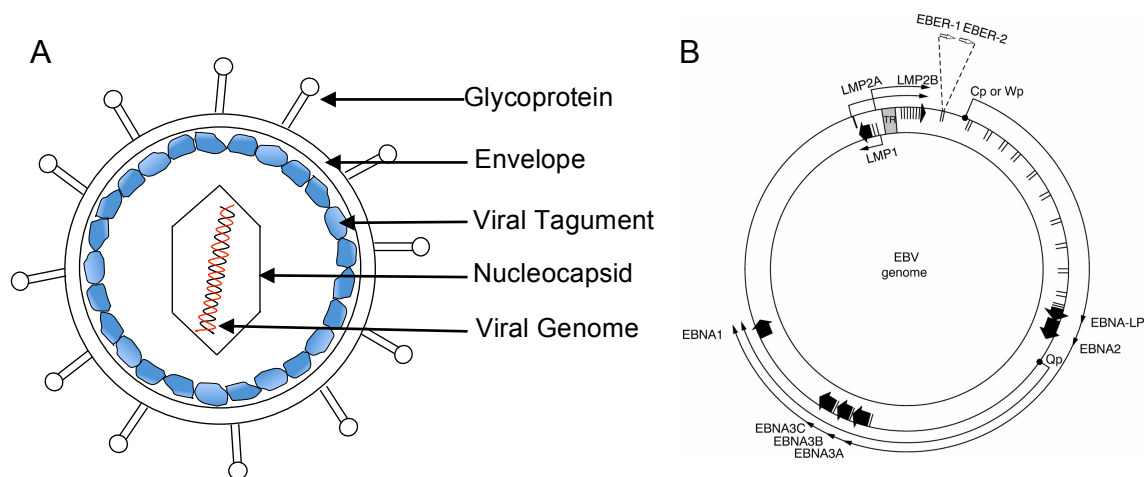 A
Glycoprotein
Envelope
Viral Tagument
Nucleocapsid
Viral Genome
B
EBER-1
EBER-2
LMP2A
LMP2B
Cp or Wp
TR
LMP1
EBV
genome
EBNA1
EBNA-LP
EBNA2
Qp
EBNA3C
EBNA3B
EBNA3A